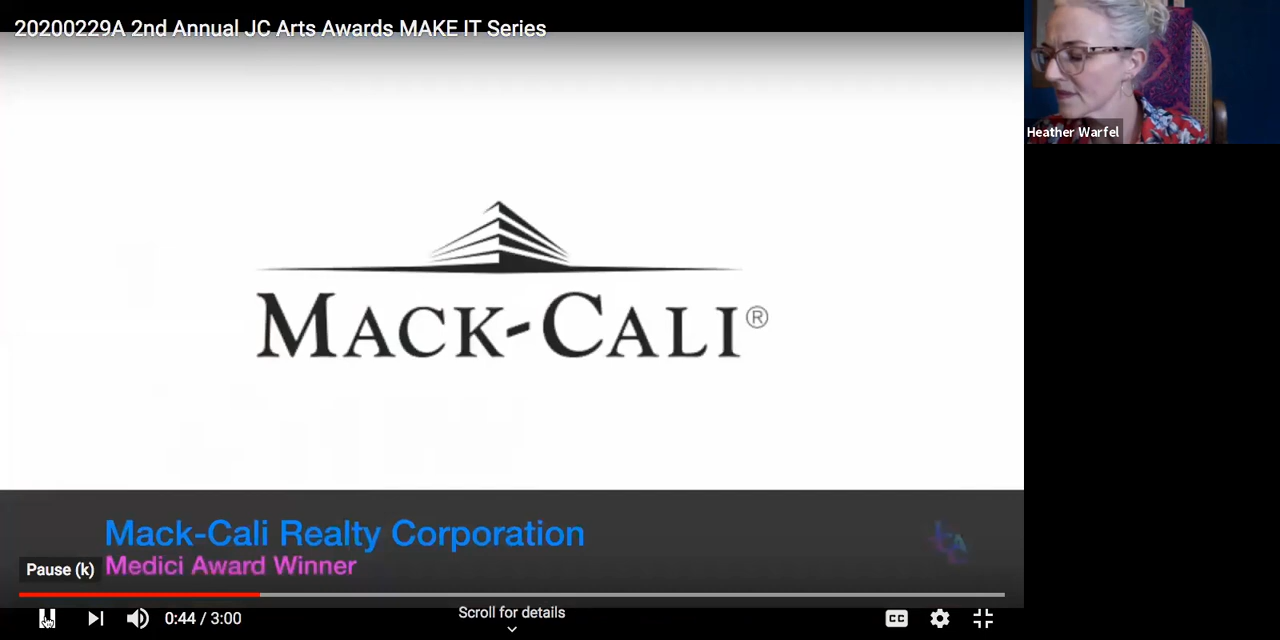 20200229A 2nd Annual JC Arts Awards MAKE IT Series
Heather Warfel
MACK-CALI®
Mack-Cali Realty Corporation
Medici Award Winner
Pause (k)
0:44 / 3:00
Scroll for details
CC